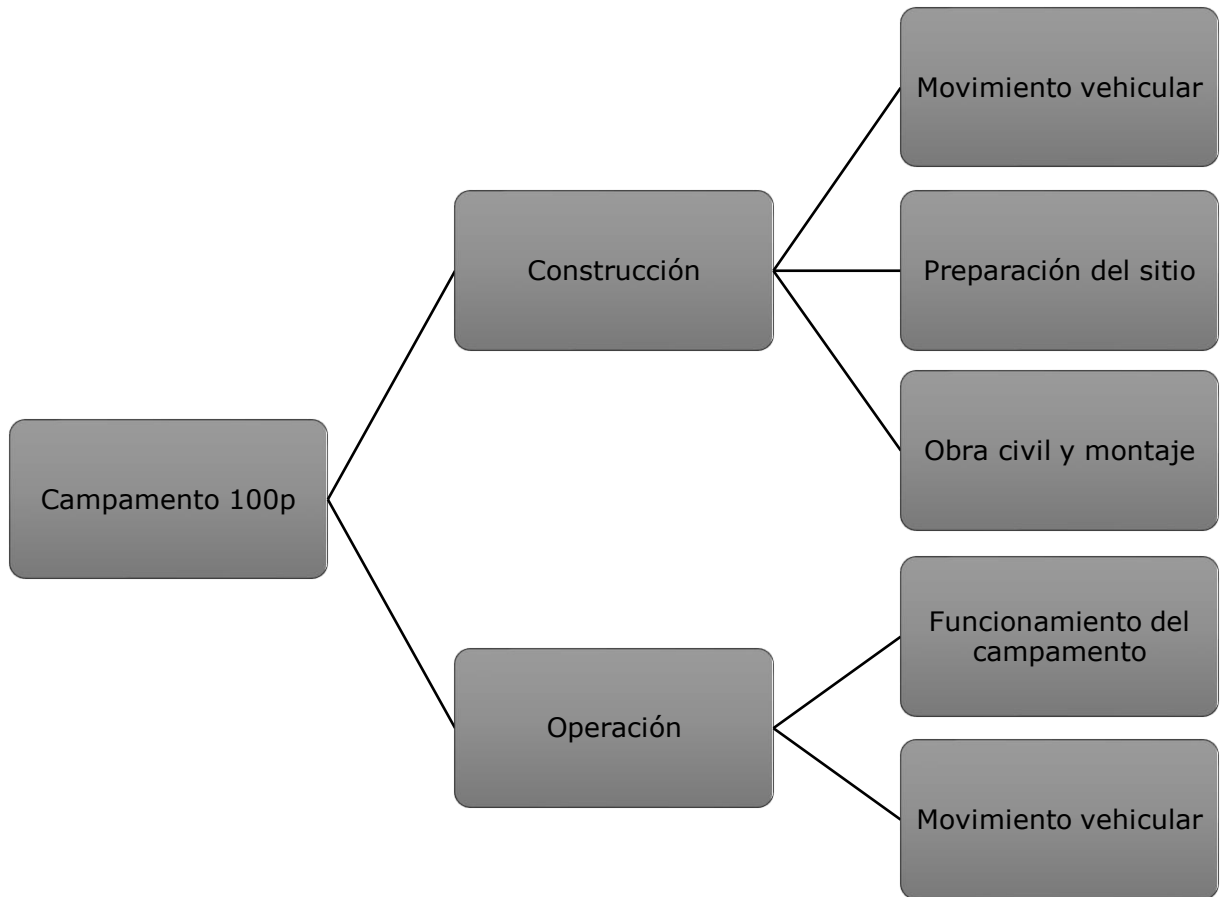 Campamento 100p
Construcción
Movimiento vehicular
Preparación del sitio
Obra civil y montaje
Operación
Funcionamiento del
campamento
Movimiento vehicular